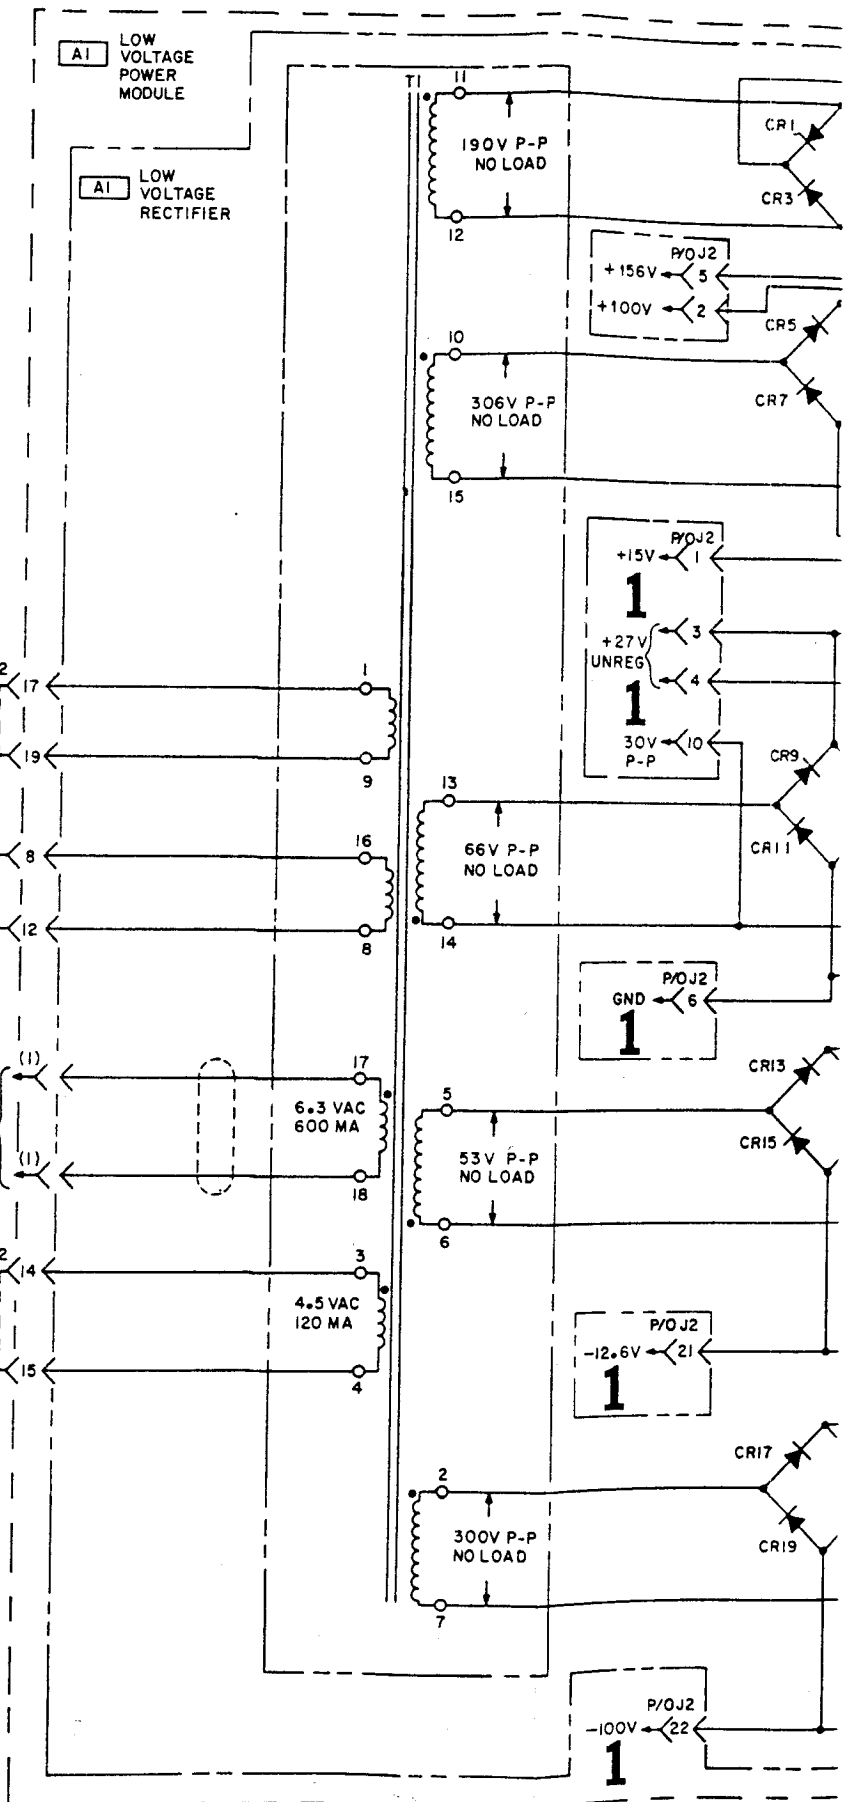 A1
LOW
VOLTAGE
POWER
MODULE
A1
LOW
VOLTAGE
RECTIFIER
T1
11
190V P-P
NO LOAD
12
CR1
CR3
P/O J2
+156V
5
+100V
2
CR5
CR7
10
306V P-P
NO LOAD
15
P/O J2
+15V
1
1
+27V
UNREG
3
4
1
30V
P-P
10
2
17
1
19
9
CR9
CR11
13
66V P-P
NO LOAD
14
8
16
12
8
P/O J2
GND
6
1
(1)
17
6.3 VAC
600 MA
(1)
18
CR13
CR15
5
53V P-P
NO LOAD
6
2
14
3
4.5 VAC
120 MA
15
4
P/O J2
-12.6V
21
1
CR17
CR19
2
300V P-P
NO LOAD
7
P/O J2
-100V
22
1